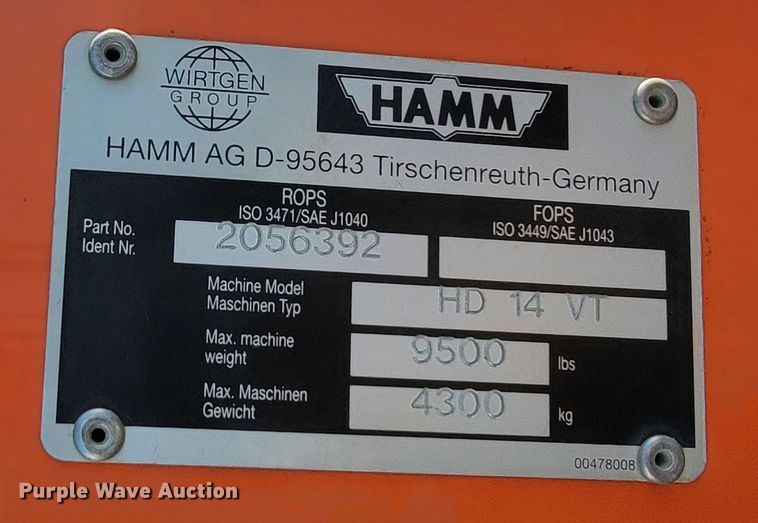 WIRTGEN
GROUP
HAMM
HAMM AG D-95643 Tirschenreuth-Germany
ROPS
ISO 3471/SAE J1040
FOPS
ISO 3449/SAE J1043
Part No.
Ident Nr.
2056392
Machine Model
Maschinen Typ
HD 14 VT
Max. machine
weight
9500 lbs
Max. Maschinen
Gewicht
4300 kg
00478008
Purple Wave Auction